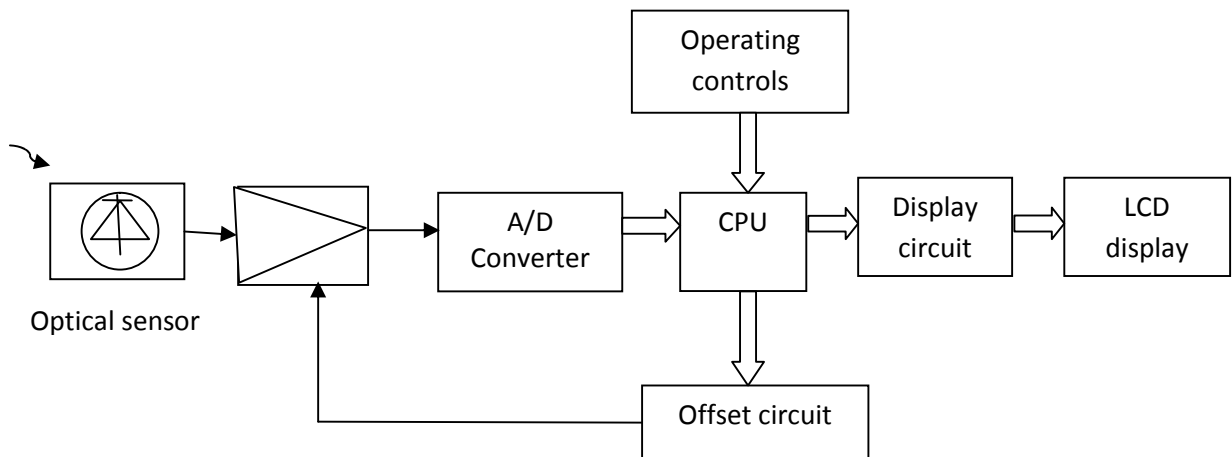 Operating
controls
A/D
Converter
CPU
Display
circuit
LCD
display
Optical sensor
Offset circuit